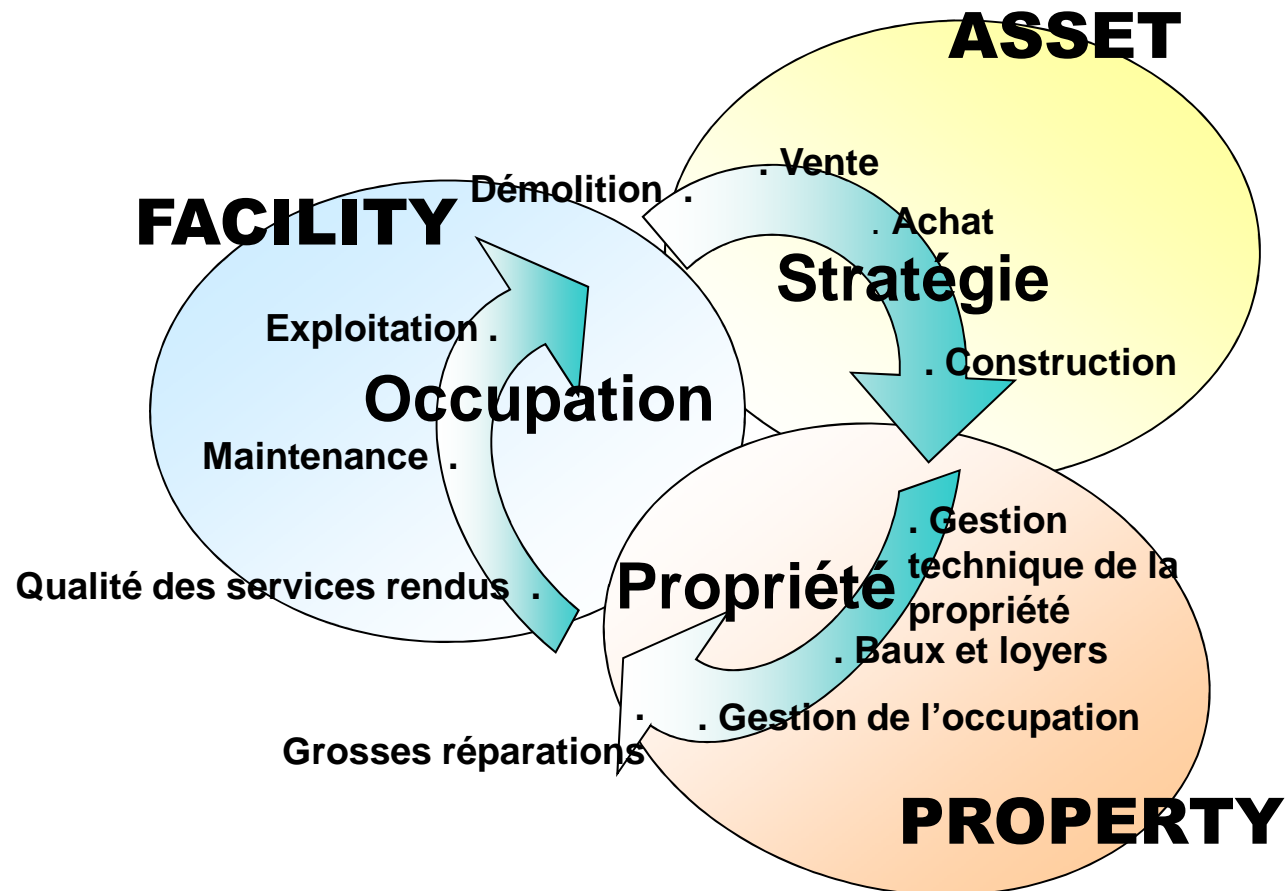 ASSET
. Vente
Démolition .
FACILITY
. Achat
Stratégie
Exploitation .
. Construction
Occupation
Maintenance .
. Gestion
technique de la
propriété
Propriété
Qualité des services rendus .
. Baux et loyers
. Gestion de l’occupation
.
Grosses réparations
PROPERTY